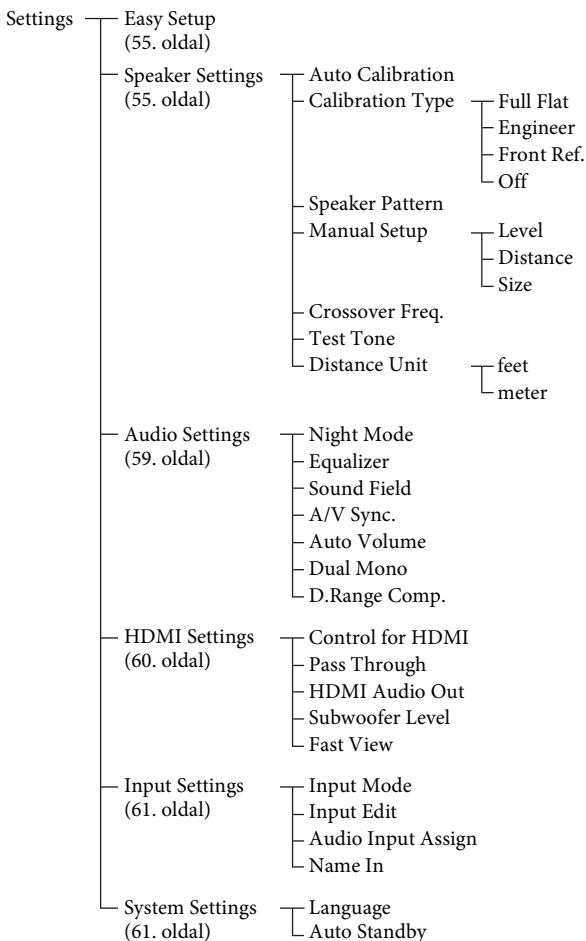 Settings
Easy Setup
(55. oldal)
Speaker Settings
(55. oldal)
Auto Calibration
Calibration Type
Full Flat
Engineer
Front Ref.
Off
Speaker Pattern
Manual Setup
Level
Distance
Size
Crossover Freq.
Test Tone
Distance Unit
feet
meter
Audio Settings
(59. oldal)
Night Mode
Equalizer
Sound Field
A/V Sync.
Auto Volume
Dual Mono
D.Range Comp.
HDMI Settings
(60. oldal)
Control for HDMI
Pass Through
HDMI Audio Out
Subwoofer Level
Fast View
Input Settings
(61. oldal)
Input Mode
Input Edit
Audio Input Assign
Name In
System Settings
(61. oldal)
Language
Auto Standby